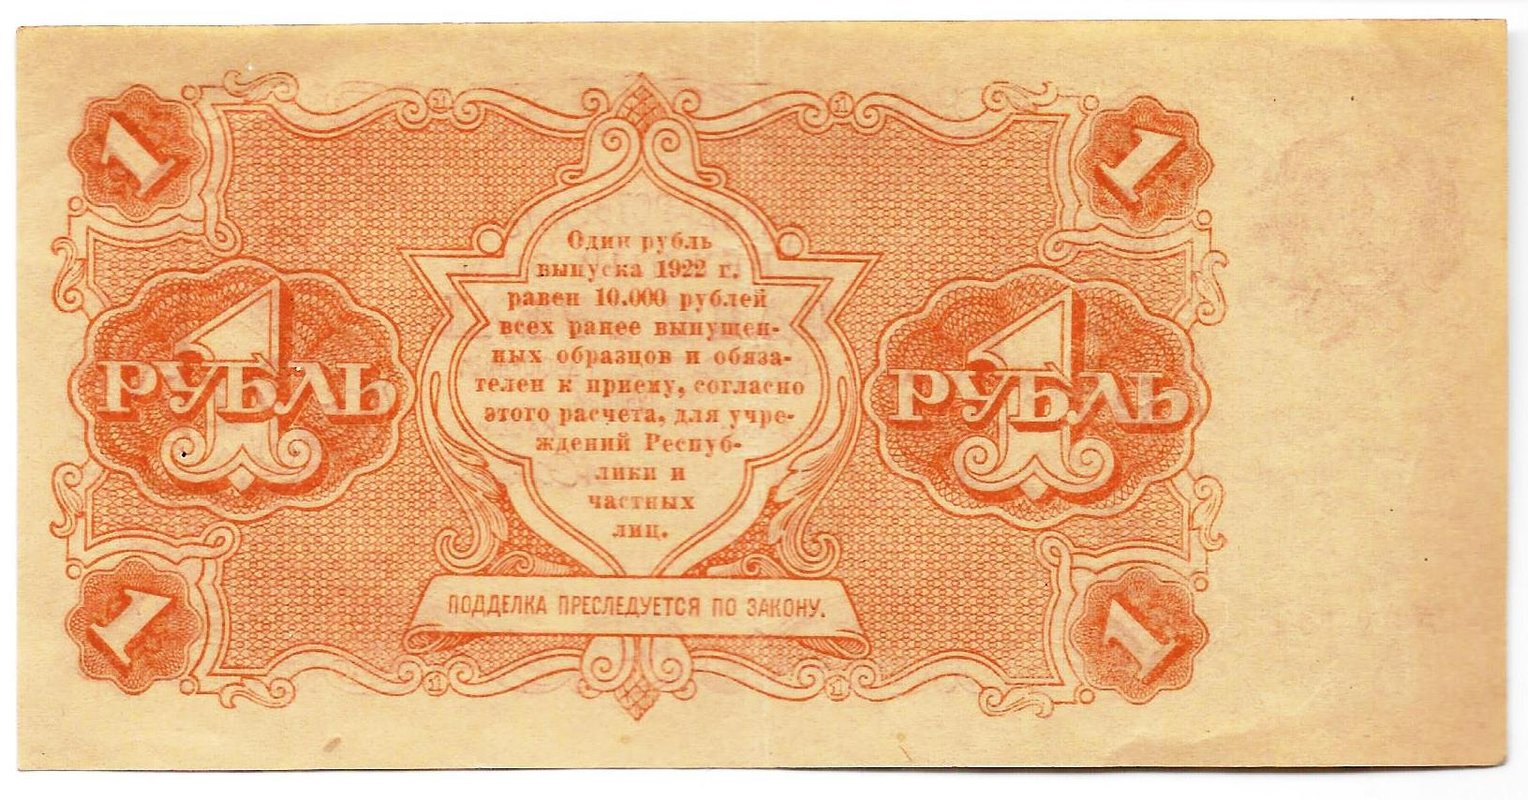 1 1
Один рубль
выпуска 1922 г.
равен 10.000 рублей
всех ранее выпущен-
ных образцов и обяза-
телен к приему, согласно
этого расчета, для учре-
ждений Респуб-
лики и
частных
лиц.
1 РУБЛЬ 1 РУБЛЬ
ПОДДЕЛКА ПРЕСЛЕДУЕТСЯ ПО ЗАКОНУ.
1 1